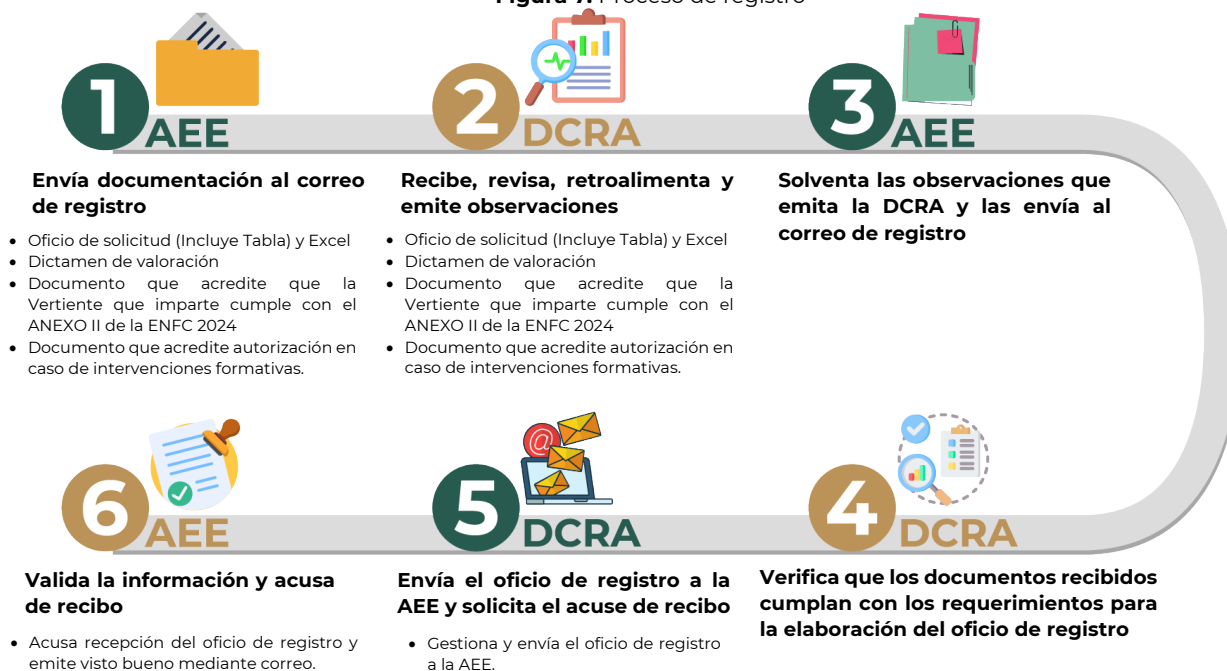 Figura 7. Proceso de registro
1 AEE
Envía documentación al correo
de registro
• Oficio de solicitud (Incluye Tabla) y Excel
• Dictamen de valoración
• Documento que acredite que la
Vertiente que imparte cumple con el
ANEXO II de la ENFC 2024
• Documento que acredite autorización en
caso de intervenciones formativas.
2 DCRA
Recibe, revisa, retroalimenta y
emite observaciones
• Oficio de solicitud (Incluye Tabla) y Excel
• Dictamen de valoración
• Documento que acredite que la
Vertiente que imparte cumple con el
ANEXO II de la ENFC 2024
• Documento que acredite autorización en
caso de intervenciones formativas.
3 AEE
Solventa las observaciones que
emita la DCRA y las envía al
correo de registro
4 DCRA
Verifica que los documentos recibidos
cumplan con los requerimientos para
la elaboración del oficio de registro
5 DCRA
Envía el oficio de registro a la
AEE y solicita el acuse de recibo
• Gestiona y envía el oficio de registro
a la AEE.
6 AEE
Valida la información y acusa
de recibo
• Acusa recepción del oficio de registro y
emite visto bueno mediante correo.